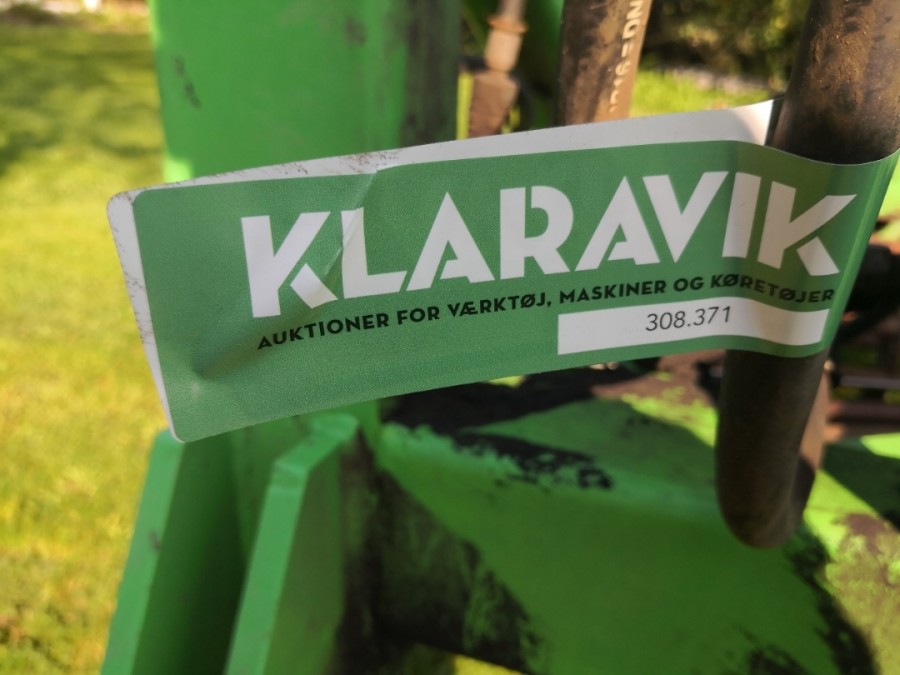 KLARAVIK
AUKTIONER FOR VÆRKTØJ, MASKINER OG KØRETØJER
308.371